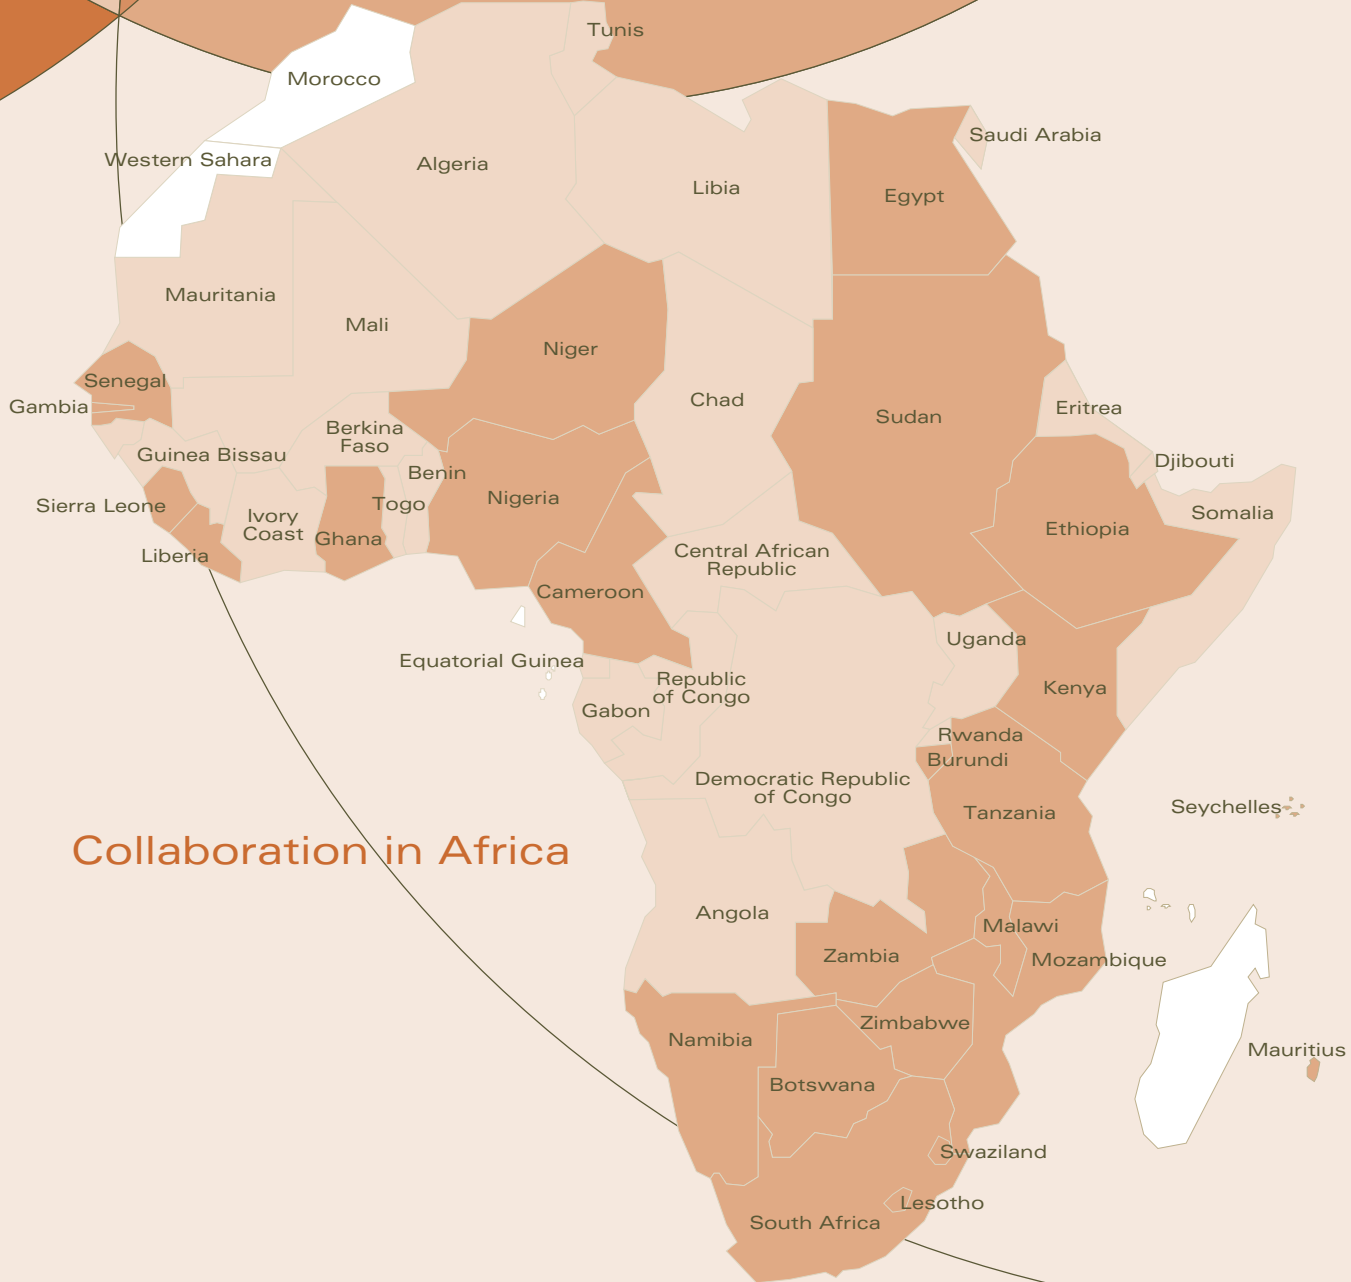 Tunis
Morocco
Saudi Arabia
Western Sahara
Algeria
Libia
Egypt
Mauritania
Mali
Niger
Senegal
Chad
Gambia
Eritrea
Sudan
Berkina
Faso
Guinea Bissau
Djibouti
Benin
Nigeria
Sierra Leone
Togo
Somalia
Ivory
Coast
Ghana
Ethiopia
Liberia
Central African
Republic
Cameroon
Uganda
Equatorial Guinea
Republic
of Congo
Kenya
Gabon
Rwanda
Burundi
Democratic Republic
of Congo
Seychelles
Tanzania
Collaboration in Africa
Angola
Malawi
Zambia
Mozambique
Zimbabwe
Namibia
Mauritius
Botswana
Swaziland
Lesotho
South Africa